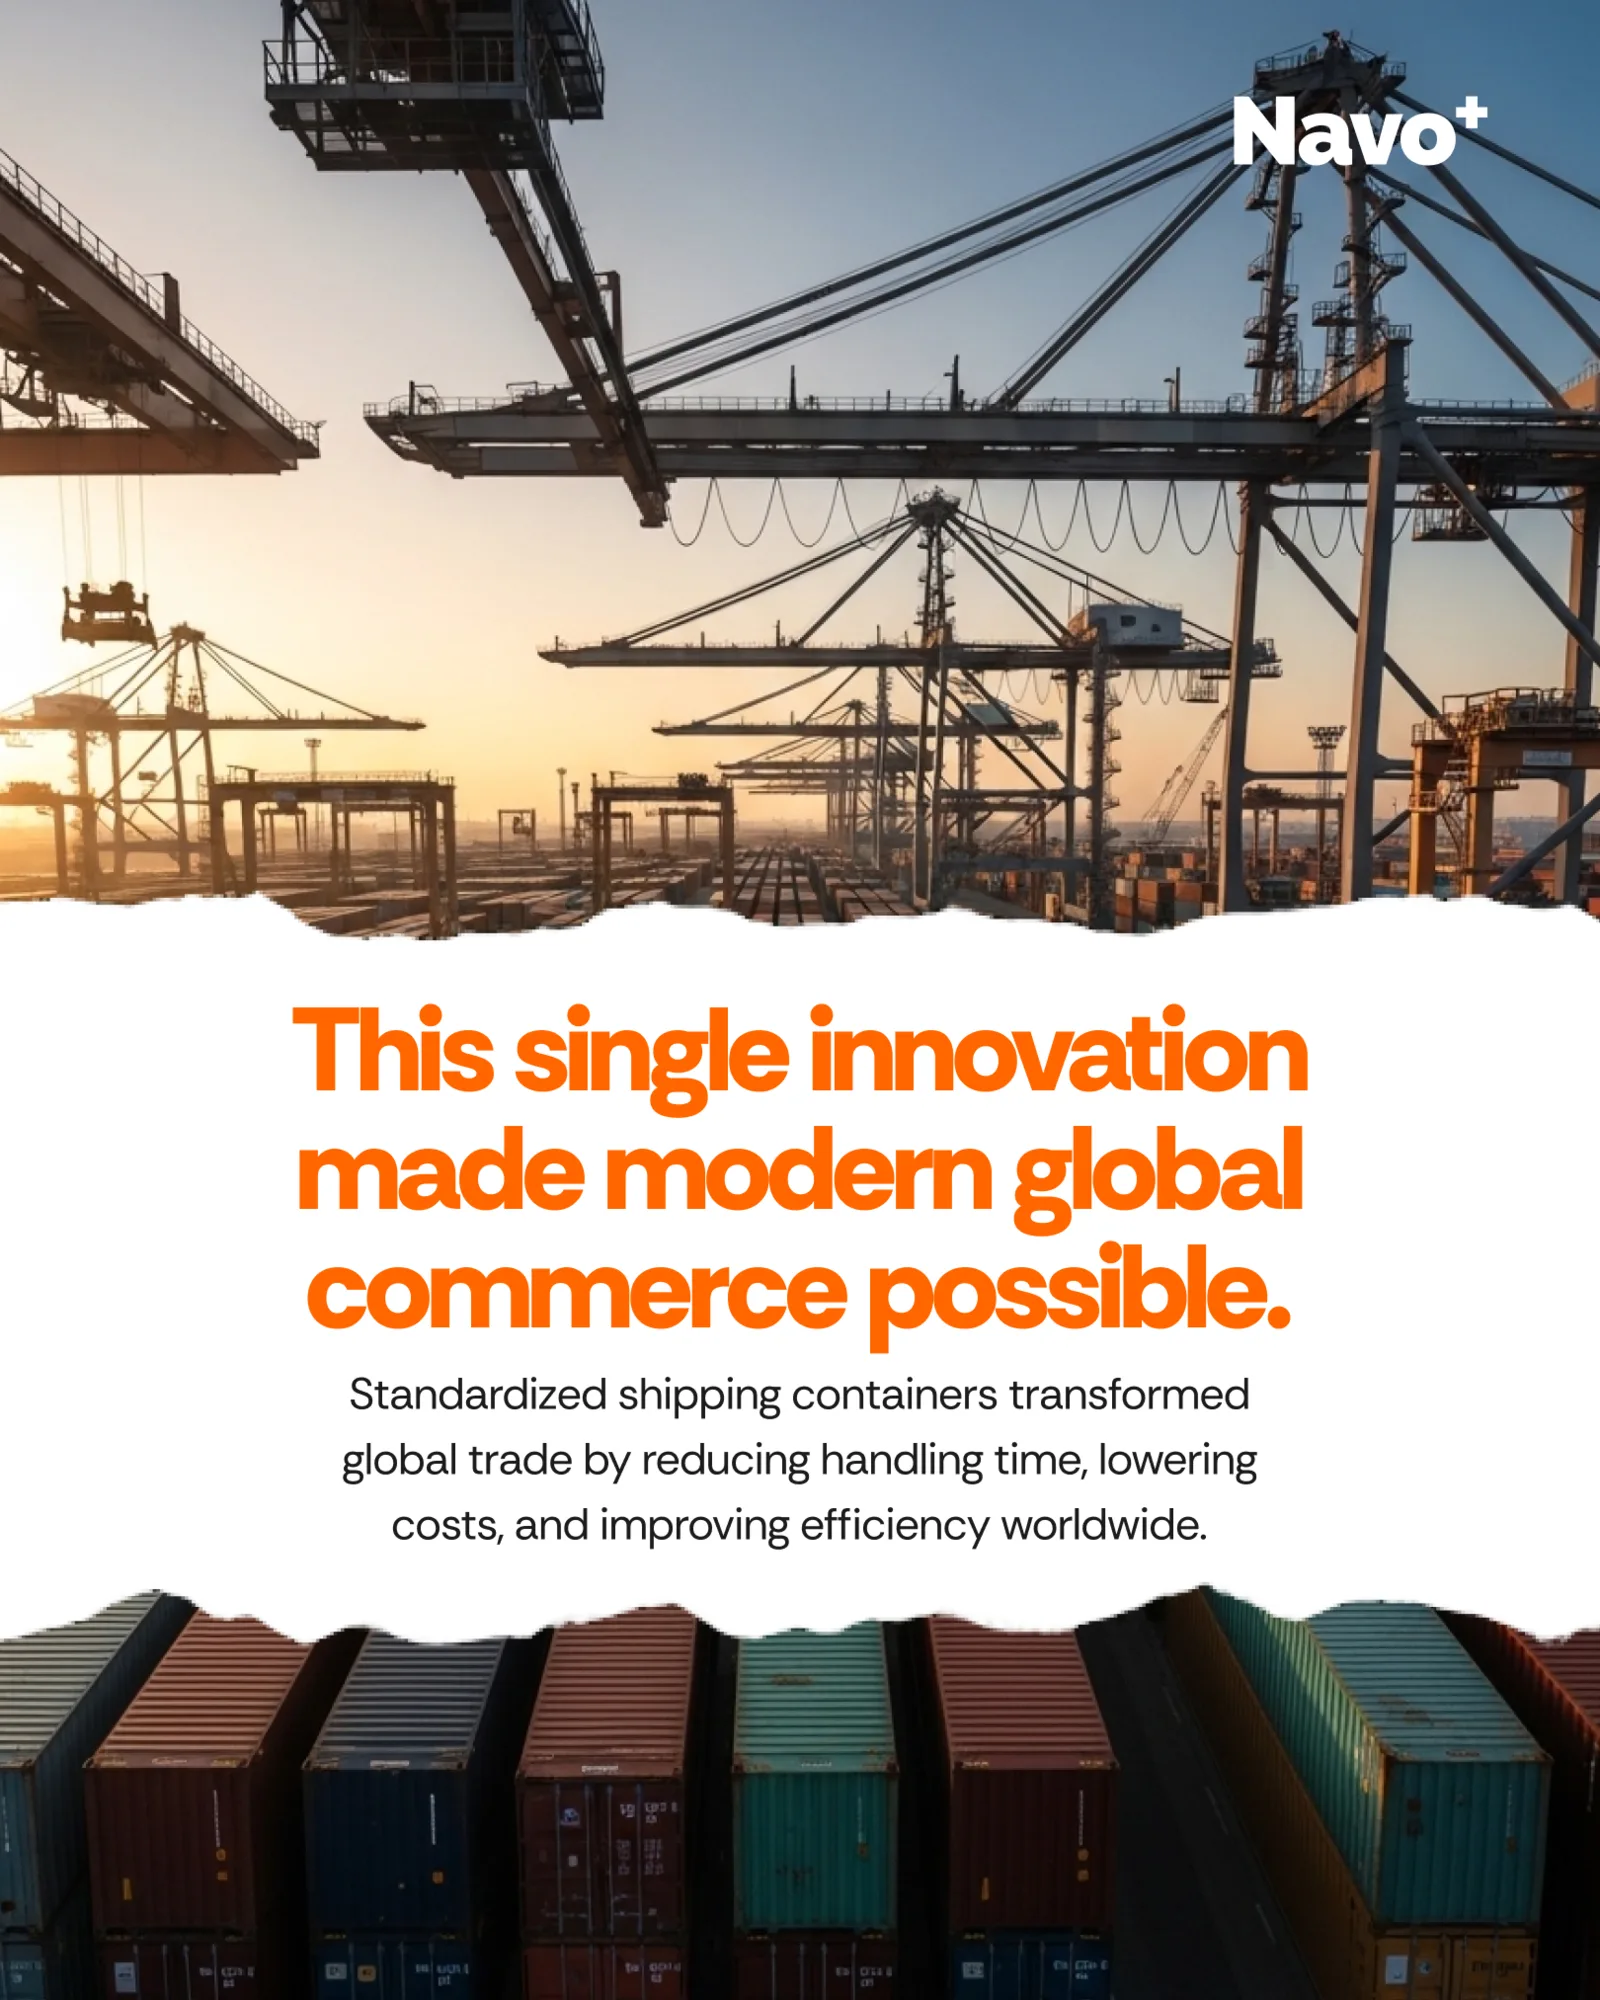 Navo+
This single innovation
made modern global
commerce possible.
Standardized shipping containers transformed
global trade by reducing handling time, lowering
costs, and improving efficiency worldwide.